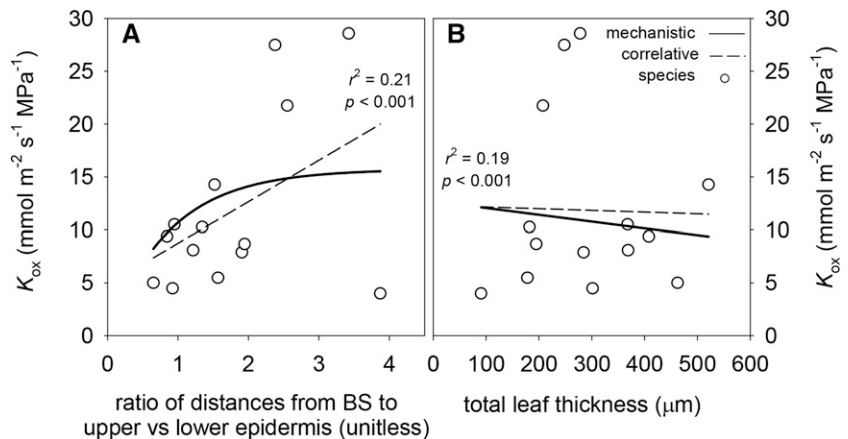 A
30
25
20
15
10
5
0
K_ox (mmol m⁻² s⁻¹ MPa⁻¹)
r² = 0.21
p < 0.001
0 1 2 3 4
ratio of distances from BS to
upper vs lower epidermis (unitless)
B
mechanistic
correlative
species
r² = 0.19
p < 0.001
0 100 200 300 400 500 600
total leaf thickness (μm)
30
25
20
15
10
5
0
K_ox (mmol m⁻² s⁻¹ MPa⁻¹)